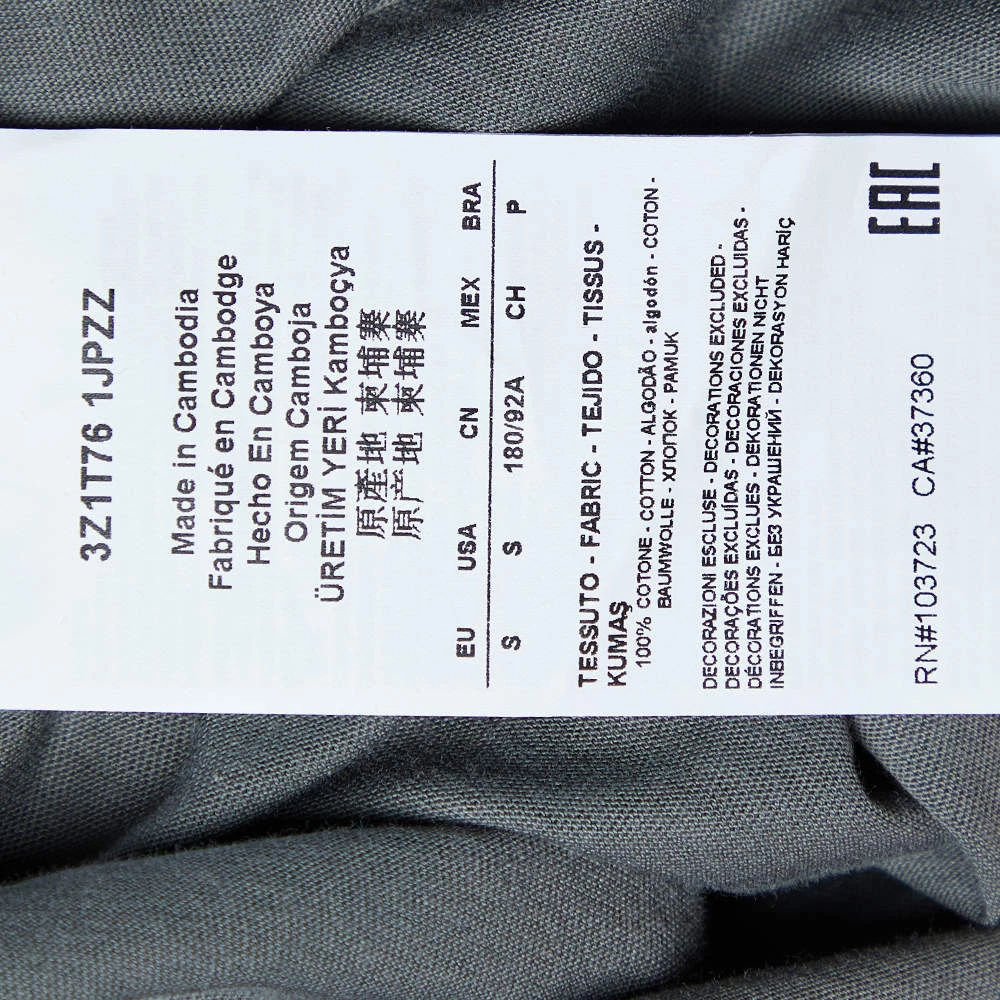 3Z1T76 1JPZZ
Made in Cambodia
Fabriqué en Cambodge
Hecho En Camboya
Origem Camboja
ÜRETİM YERİ Kamboçya
原產地 柬埔寨
原产地 柬埔寨
EU USA CN MEX BRA
S S 180/92A CH P
TESSUTO - FABRIC - TEJIDO - TISSUS -
KUMAŞ
100% COTONE - COTTON - ALGODÃO - algodón - COTON -
BAUMWOLLE - ХЛОПОК - PAMUK
DECORAZIONI ESCLUSE - DECORATIONS EXCLUDED -
DECORAÇÕES EXCLUÍDAS - DECORACIONES EXCLUIDAS -
DÉCORATIONS EXCLUES - DEKORATIONEN NICHT
INBEGRIFFEN - БЕЗ УКРАШЕНИЙ - DEKORASYON HARİÇ
EAC
RN#103723 CA#37360